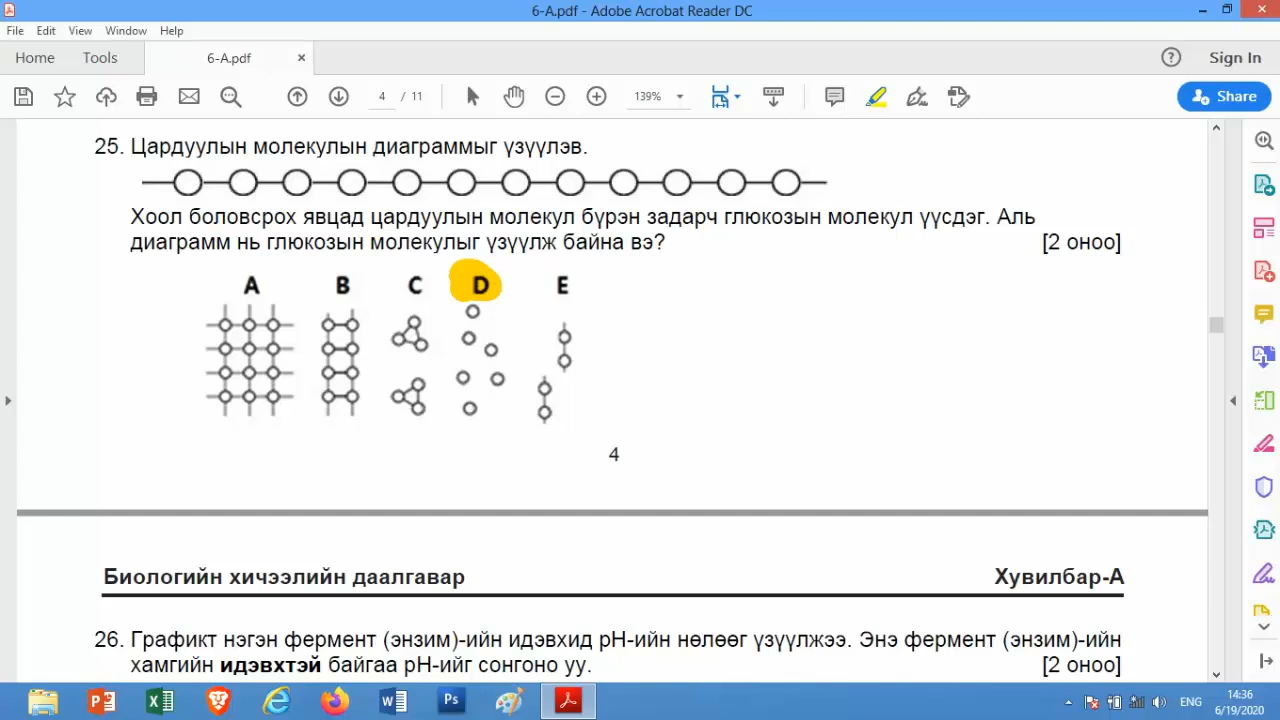 6-A.pdf - Adobe Acrobat Reader DC
File Edit View Window Help
Home Tools 6-A.pdf × Sign In
4 / 11 139% Share
25. Цардуулын молекулын диаграммыг үзүүлэв.
Хоол боловсрох явцад цардуулын молекул бүрэн задарч глюкозын молекул үүсдэг. Аль
диаграмм нь глюкозын молекулыг үзүүлж байна вэ? [2 оноо]
A B C D E
4
Биологийн хичээлийн даалгавар Хувилбар-А
26. Графикт нэгэн фермент (энзим)-ийн идэвхид pH-ийн нөлөөг үзүүлжээ. Энэ фермент (энзим)-ийн
хамгийн идэвхтэй байгаа pH-ийг сонгоно уу. [2 оноо]
ENG
14:36
6/19/2020